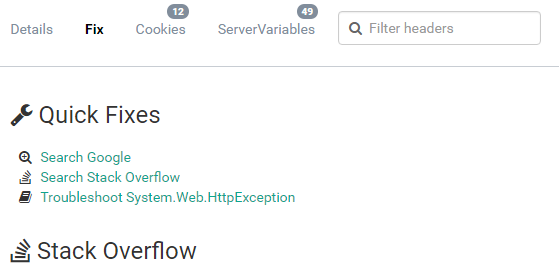 12 49
Details Fix Cookies ServerVariables Filter headers
Quick Fixes
Search Google
Search Stack Overflow
Troubleshoot System.Web.HttpException
Stack Overflow